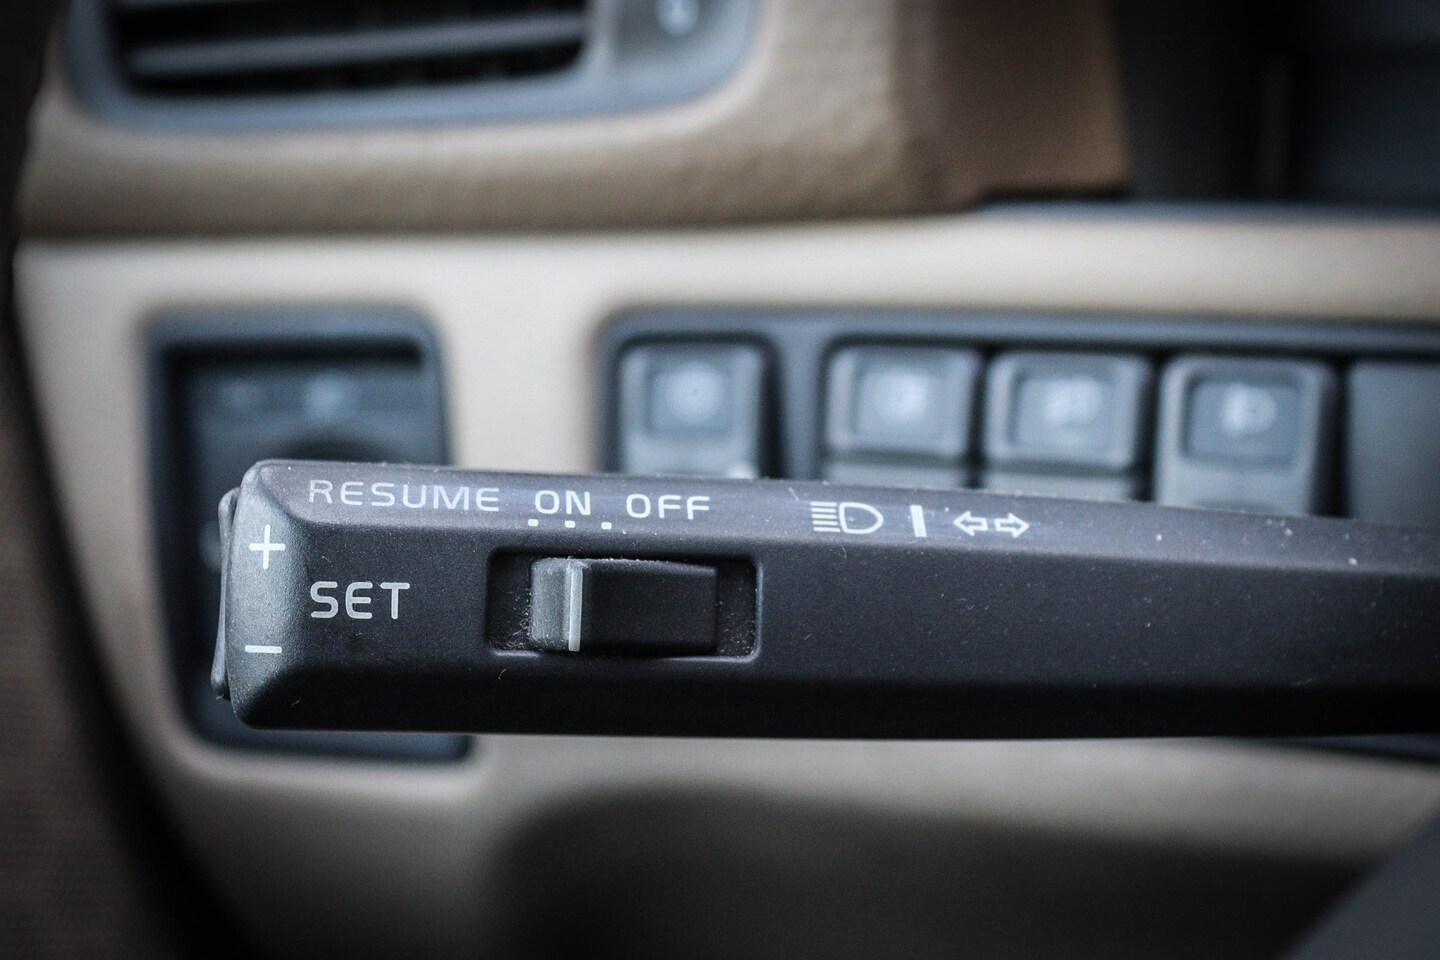 RESUME ON OFF
+
SET
−